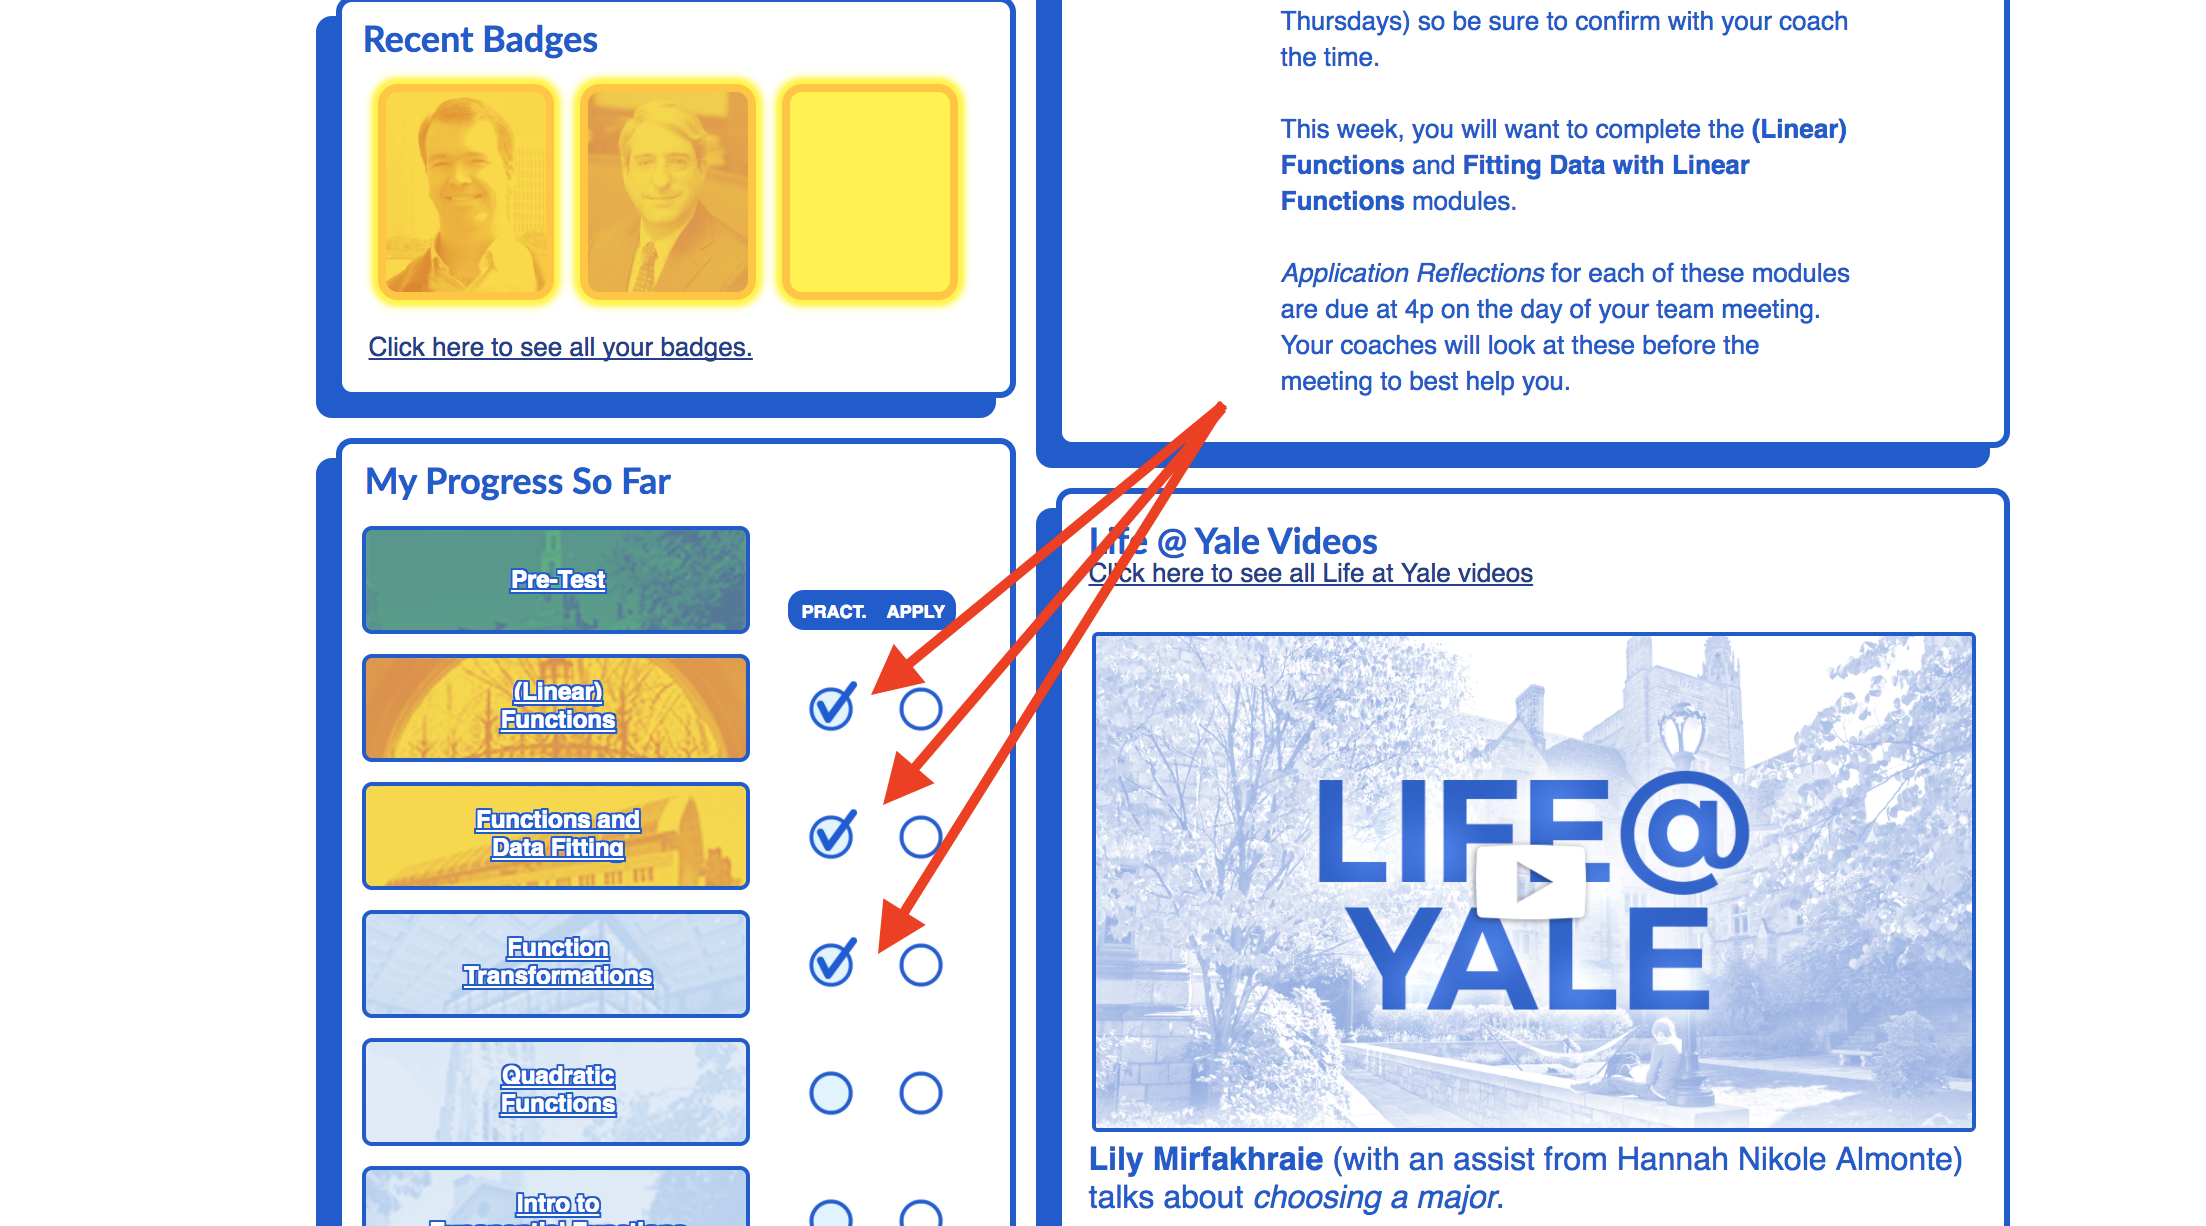 Recent Badges
Click here to see all your badges.
My Progress So Far
Pre-Test
PRACT. APPLY
(Linear)
Functions
Functions and
Data Fitting
Function
Transformations
Quadratic
Functions
Intro to
Thursdays) so be sure to confirm with your coach
the time.
This week, you will want to complete the (Linear)
Functions and Fitting Data with Linear
Functions modules.
Application Reflections for each of these modules
are due at 4p on the day of your team meeting.
Your coaches will look at these before the
meeting to best help you.
Life @ Yale Videos
Click here to see all Life at Yale videos
LIFE@
YALE
Lily Mirfakhraie (with an assist from Hannah Nikole Almonte)
talks about choosing a major.